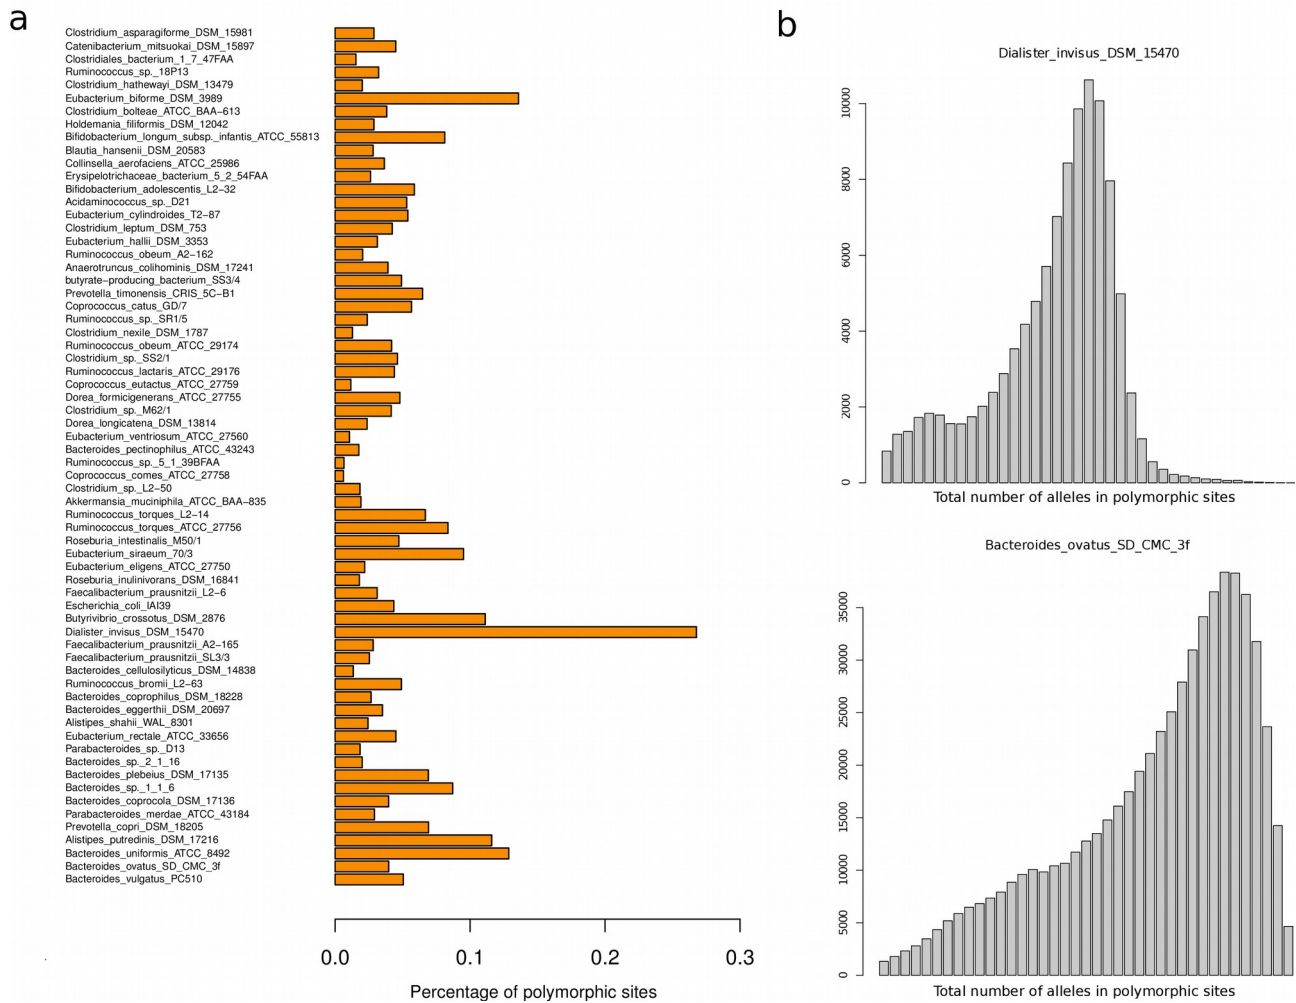 a
Clostridium_asparagiforme_DSM_15981
Catenibacterium_mitsuokai_DSM_15897
Clostridiales_bacterium_1_7_47FAA
Ruminococcus_sp._18P13
Clostridium_hathewayi_DSM_13479
Eubacterium_biforme_DSM_3989
Clostridium_bolteae_ATCC_BAA−613
Holdemania_filiformis_DSM_12042
Bifidobacterium_longum_subsp._infantis_ATCC_55813
Blautia_hansenii_DSM_20583
Collinsella_aerofaciens_ATCC_25986
Erysipelotrichaceae_bacterium_5_2_54FAA
Bifidobacterium_adolescentis_L2−32
Acidaminococcus_sp._D21
Eubacterium_cylindroides_T2−87
Clostridium_leptum_DSM_753
Eubacterium_hallii_DSM_3353
Ruminococcus_obeum_A2−162
Anaerotruncus_colihominis_DSM_17241
butyrate−producing_bacterium_SS3/4
Prevotella_timonensis_CRIS_5C−B1
Coprococcus_catus_GD/7
Ruminococcus_sp._SR1/5
Clostridium_nexile_DSM_1787
Ruminococcus_obeum_ATCC_29174
Clostridium_sp._SS2/1
Ruminococcus_lactaris_ATCC_29176
Coprococcus_eutactus_ATCC_27759
Dorea_formicigenerans_ATCC_27755
Clostridium_sp._M62/1
Dorea_longicatena_DSM_13814
Eubacterium_ventriosum_ATCC_27560
Bacteroides_pectinophilus_ATCC_43243
Ruminococcus_sp._5_1_39BFAA
Coprococcus_comes_ATCC_27758
Clostridium_sp._L2−50
Akkermansia_muciniphila_ATCC_BAA−835
Ruminococcus_torques_L2−14
Ruminococcus_torques_ATCC_27756
Roseburia_intestinalis_M50/1
Eubacterium_siraeum_70/3
Eubacterium_eligens_ATCC_27750
Roseburia_inulinivorans_DSM_16841
Faecalibacterium_prausnitzii_L2−6
Escherichia_coli_IAI39
Butyrivibrio_crossotus_DSM_2876
Dialister_invisus_DSM_15470
Faecalibacterium_prausnitzii_A2−165
Faecalibacterium_prausnitzii_SL3/3
Bacteroides_cellulosilyticus_DSM_14838
Ruminococcus_bromii_L2−63
Bacteroides_coprophilus_DSM_18228
Bacteroides_eggerthii_DSM_20697
Alistipes_shahii_WAL_8301
Eubacterium_rectale_ATCC_33656
Parabacteroides_sp._D13
Bacteroides_sp._2_1_16
Bacteroides_plebeius_DSM_17135
Bacteroides_sp._1_1_6
Bacteroides_coprocola_DSM_17136
Parabacteroides_merdae_ATCC_43184
Prevotella_copri_DSM_18205
Alistipes_putredinis_DSM_17216
Bacteroides_uniformis_ATCC_8492
Bacteroides_ovatus_SD_CMC_3f
Bacteroides_vulgatus_PC510
0.0 0.1 0.2 0.3
Percentage of polymorphic sites
b
Dialister_invisus_DSM_15470
10000
8000
6000
4000
2000
0
Total number of alleles in polymorphic sites
Bacteroides_ovatus_SD_CMC_3f
35000
30000
25000
20000
15000
10000
5000
0
Total number of alleles in polymorphic sites